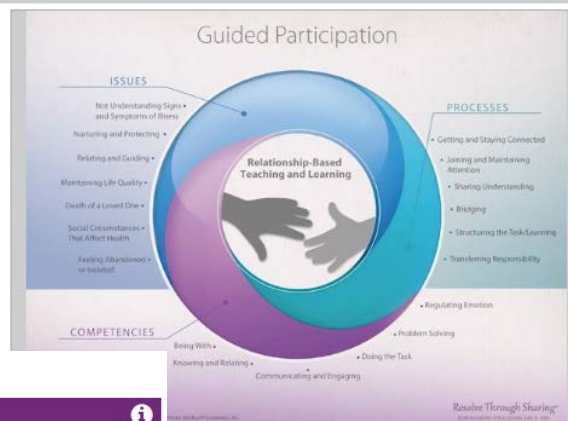 Guided Participation
ISSUES
Not Understanding Signs •
and Symptoms of Illness
Nurturing and Protecting •
Relating and Guiding •
Maintaining Life Quality •
Death of a Loved One •
Social Circumstances •
That Affect Health
Feeling Abandoned •
or Isolated
Relationship-Based
Teaching and Learning
PROCESSES
• Getting and Staying Connected
• Joining and Maintaining
Attention
• Sharing Understanding
• Bridging
• Structuring the Task/Learning
• Transferring Responsibility
COMPETENCIES
Being With •
Knowing and Relating •
Communicating and Engaging
• Doing the Task
• Problem Solving
• Regulating Emotion
Medical Foundation, Inc.
Resolve Through Sharing®
i